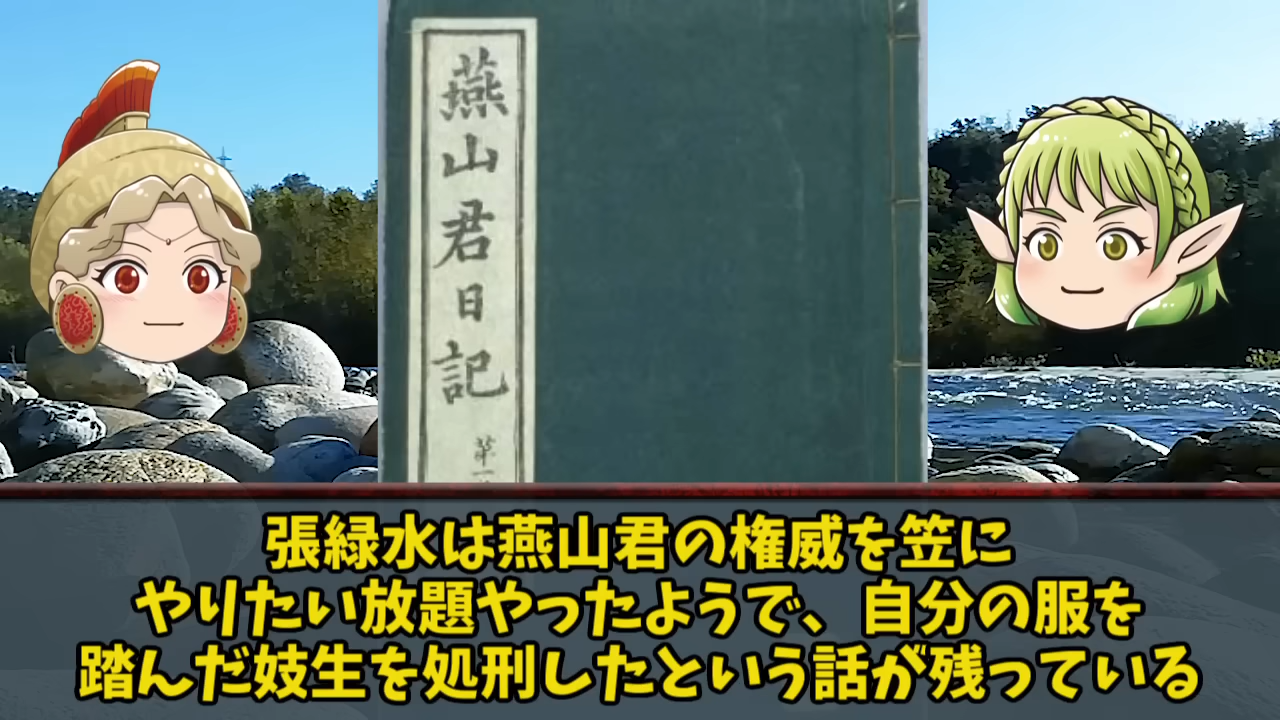 燕山君日記
張緑水は燕山君の権威を笠に
やりたい放題やったようで、自分の服を
踏んだ妓生を処刑したという話が残っている